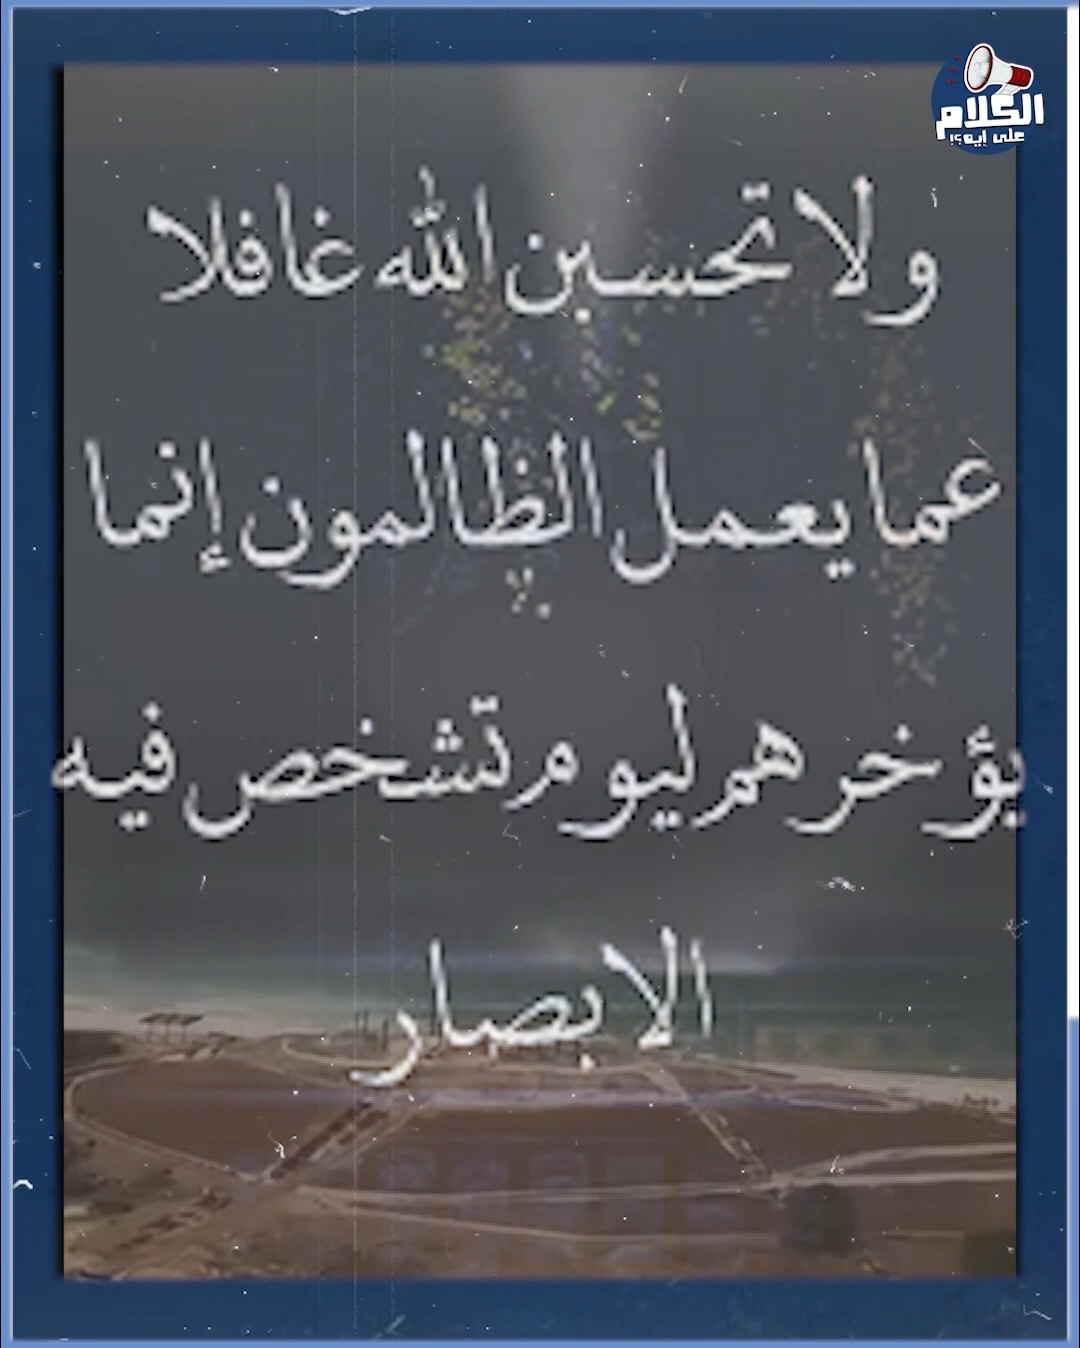 الكلام
على إيه؟!
ولا تحسبن الله غافلا
عما يعمل الظالمون إنما
يؤخرهم ليوم تشخص فيه
الابصار